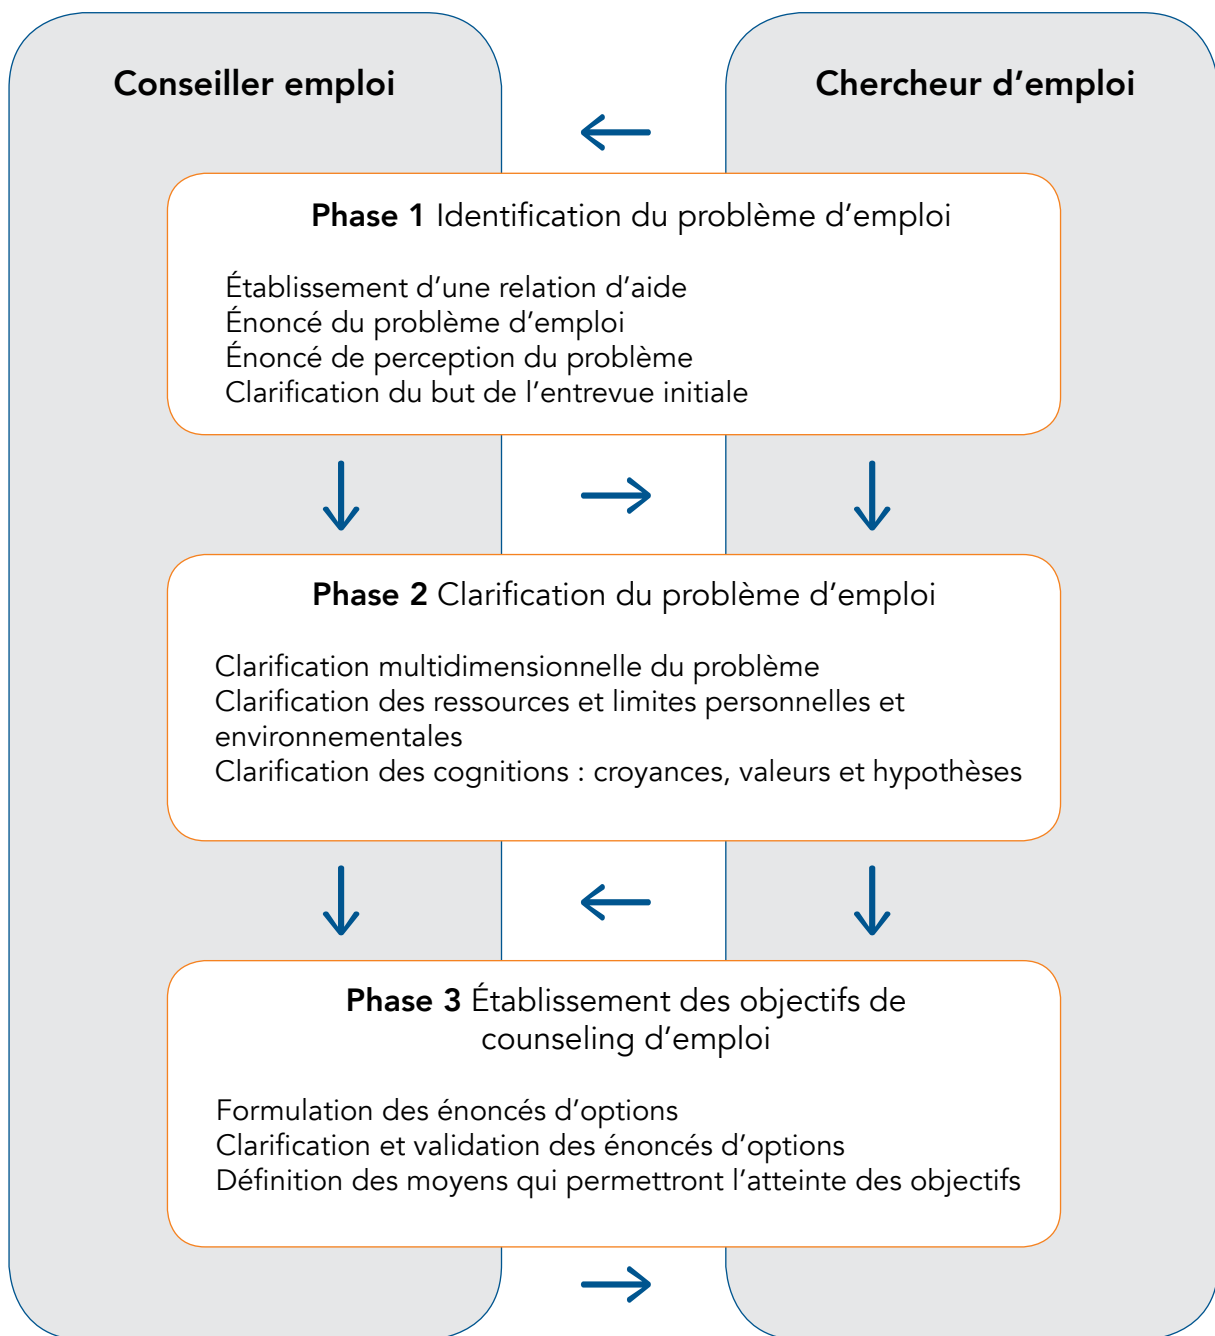 Conseiller emploi
Chercheur d’emploi
Phase 1 Identification du problème d’emploi
Établissement d’une relation d’aide
Énoncé du problème d’emploi
Énoncé de perception du problème
Clarification du but de l’entrevue initiale
Phase 2 Clarification du problème d’emploi
Clarification multidimensionnelle du problème
Clarification des ressources et limites personnelles et
environnementales
Clarification des cognitions : croyances, valeurs et hypothèses
Phase 3 Établissement des objectifs de
counseling d’emploi
Formulation des énoncés d’options
Clarification et validation des énoncés d’options
Définition des moyens qui permettront l’atteinte des objectifs